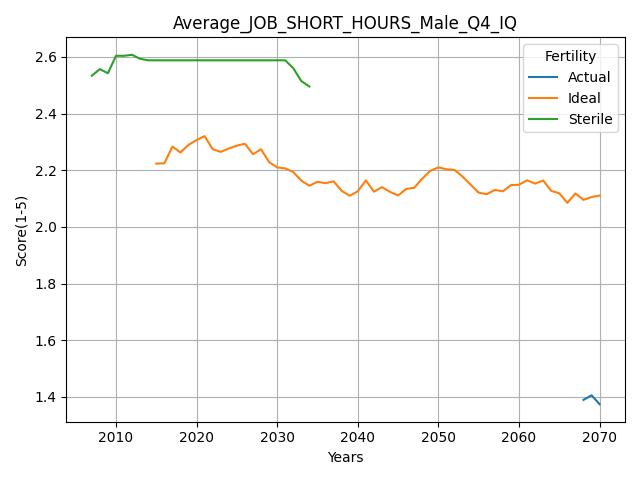 Average_JOB_SHORT_HOURS_Male_Q4_IQ
Fertility
Actual
Ideal
Sterile
Score(1-5)
2.6
2.4
2.2
2.0
1.8
1.6
1.4
2010 2020 2030 2040 2050 2060 2070
Years